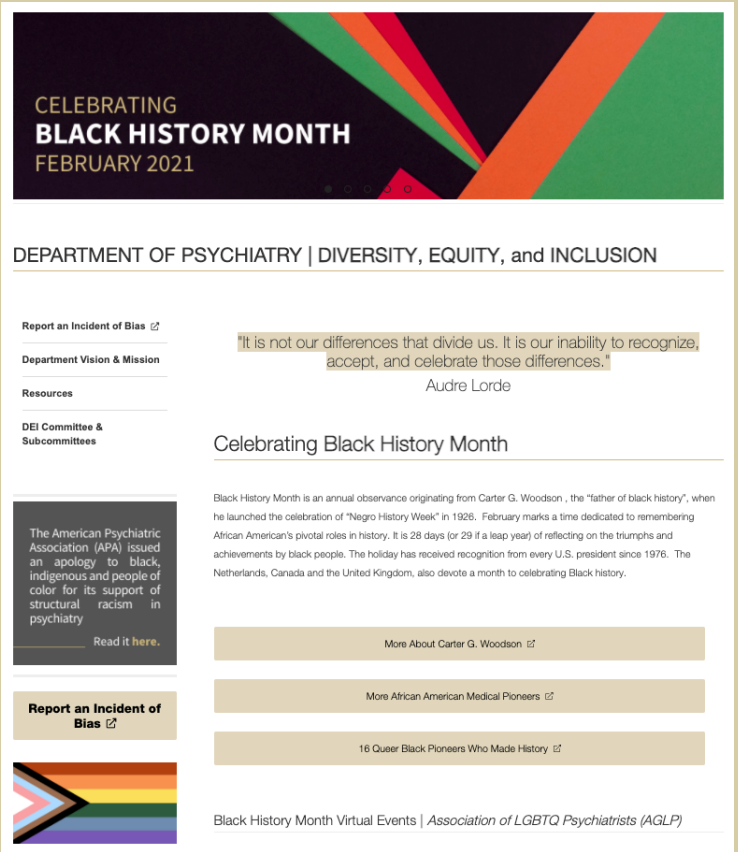 CELEBRATING
BLACK HISTORY MONTH
FEBRUARY 2021
DEPARTMENT OF PSYCHIATRY | DIVERSITY, EQUITY, and INCLUSION
Report an Incident of Bias
Department Vision & Mission
Resources
DEI Committee &
Subcommittees
The American Psychiatric
Association (APA) issued
an apology to black,
indigenous and people of
color for its support of
structural racism in
psychiatry
Read it here.
Report an Incident of
Bias
"It is not our differences that divide us. It is our inability to recognize,
accept, and celebrate those differences."
Audre Lorde
Celebrating Black History Month
Black History Month is an annual observance originating from Carter G. Woodson , the “father of black history”, when
he launched the celebration of “Negro History Week” in 1926.  February marks a time dedicated to remembering
African American’s pivotal roles in history. It is 28 days (or 29 if a leap year) of reflecting on the triumphs and
achievements by black people. The holiday has received recognition from every U.S. president since 1976.  The
Netherlands, Canada and the United Kingdom, also devote a month to celebrating Black history.
More About Carter G. Woodson
More African American Medical Pioneers
16 Queer Black Pioneers Who Made History
Black History Month Virtual Events | Association of LGBTQ Psychiatrists (AGLP)